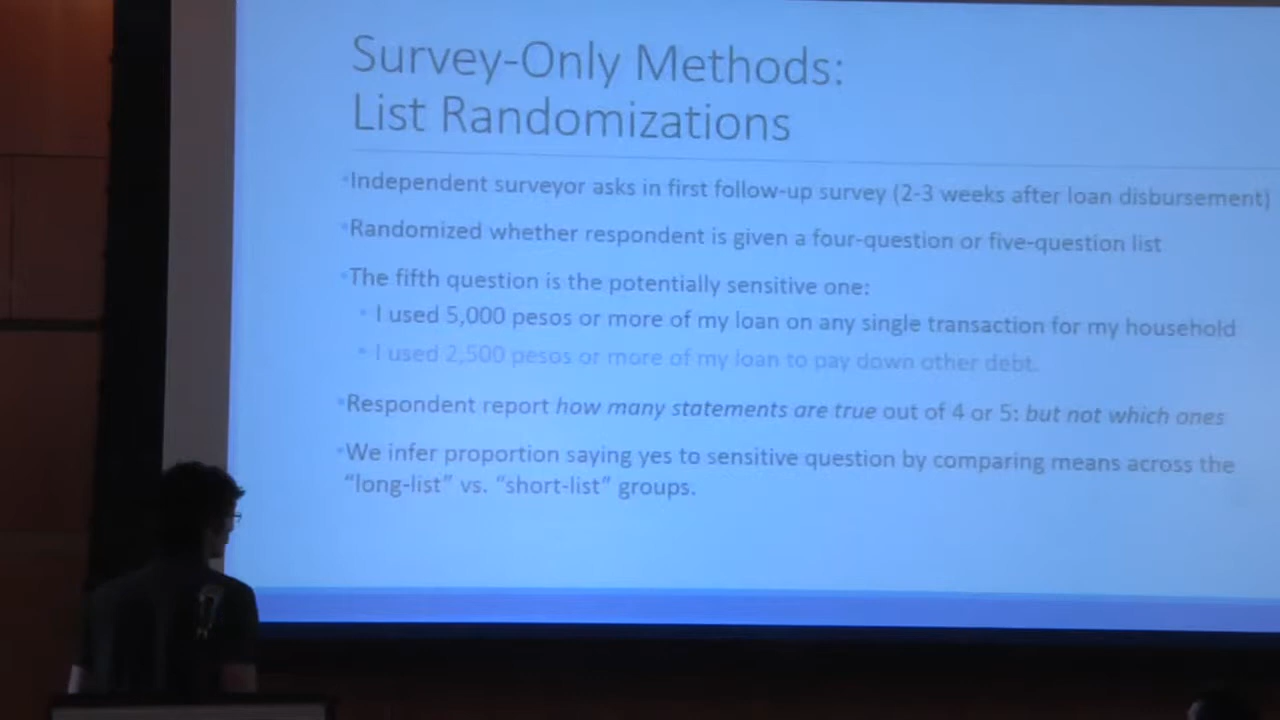 Survey-Only Methods:
List Randomizations
Independent surveyor asks in first follow-up survey (2-3 weeks after loan disbursement)
Randomized whether respondent is given a four-question or five-question list
The fifth question is the potentially sensitive one:
I used 5,000 pesos or more of my loan on any single transaction for my household
I used 2,500 pesos or more of my loan to pay down other debt.
Respondent report how many statements are true out of 4 or 5: but not which ones
We infer proportion saying yes to sensitive question by comparing means across the
“long-list” vs. “short-list” groups.